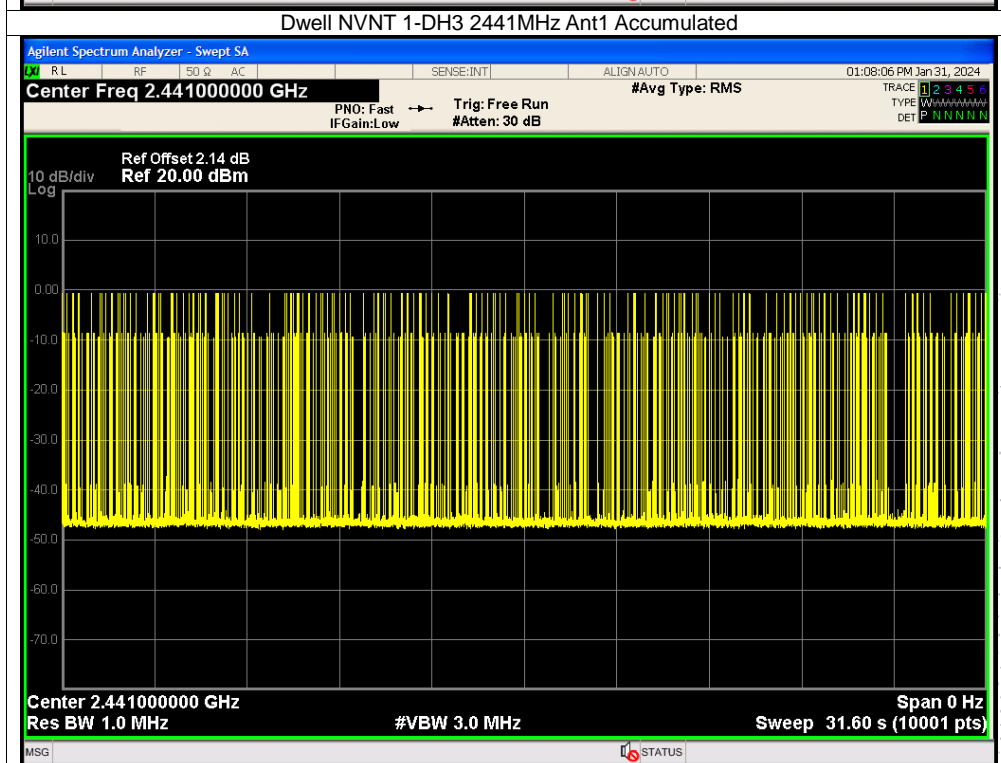 Dwell NVNT 1-DH3 2441MHz Ant1 Accumulated
Agilent Spectrum Analyzer - Swept SA
LXI RL RF 50 Ω AC SENSE:INT ALIGN AUTO 01:08:06 PM Jan 31, 2024
Center Freq 2.441000000 GHz #Avg Type: RMS TRACE 1 2 3 4 5 6
PNO: Fast Trig: Free Run TYPE WWWWWW
IFGain:Low #Atten: 30 dB DET P N N N N N
Ref Offset 2.14 dB
10 dB/div Ref 20.00 dBm
Log
10.0
0.00
-10.0
-20.0
-30.0
-40.0
-50.0
-60.0
-70.0
Center 2.441000000 GHz Span 0 Hz
Res BW 1.0 MHz #VBW 3.0 MHz Sweep 31.60 s (10001 pts)
MSG STATUS